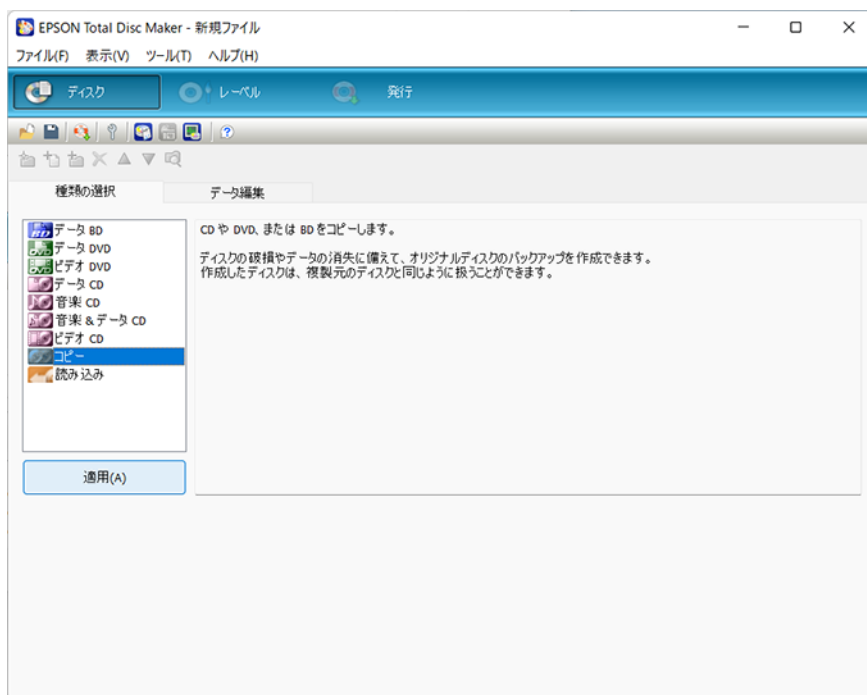 EPSON Total Disc Maker - 新規ファイル
ファイル(F) 表示(V) ツール(T) ヘルプ(H)
ディスク レーベル 発行
種類の選択 データ編集
データ BD
データ DVD
ビデオ DVD
データ CD
音楽 CD
音楽 & データ CD
ビデオ CD
コピー
読み込み
適用(A)
CD や DVD、または BD をコピーします。
ディスクの破損やデータの消失に備えて、オリジナルディスクのバックアップを作成できます。
作成したディスクは、複製元のディスクと同じように扱うことができます。